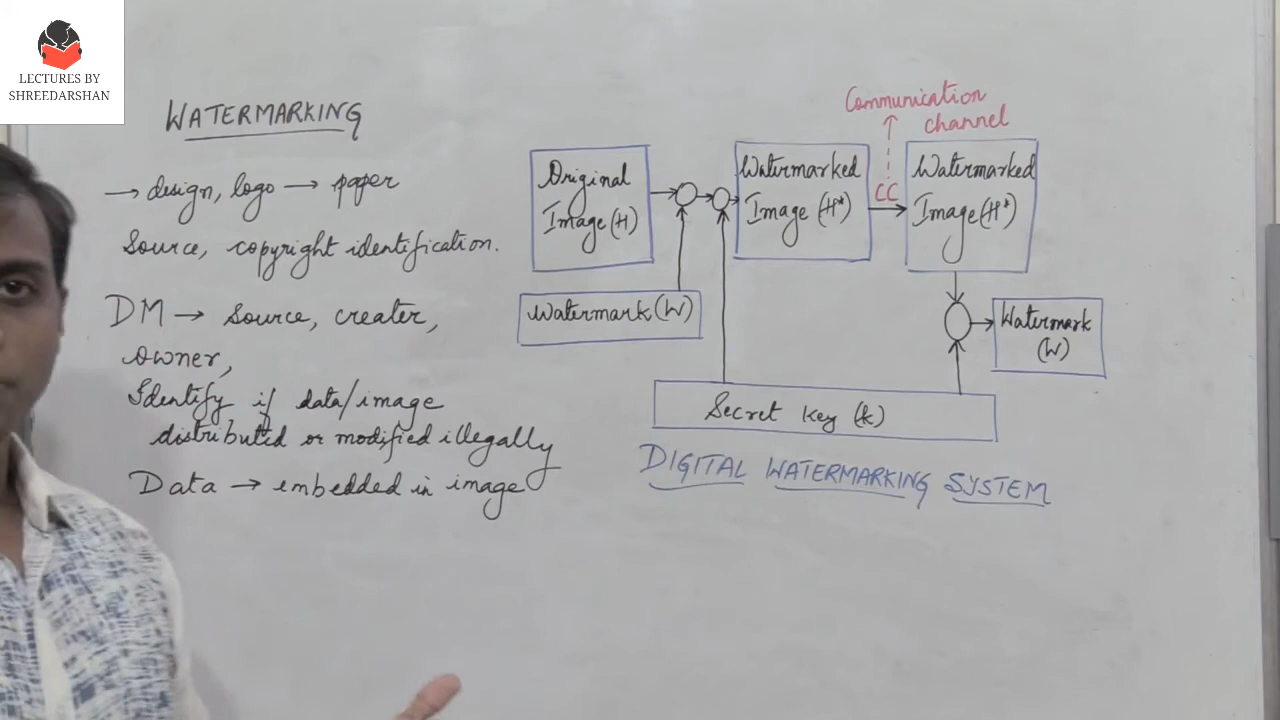 LECTURES BY
SHREEDARSHAN
WATERMARKING
→ design, logo → paper
Source, copyright identification.
DM → Source, creater,
Owner,
Identify if data/image
distributed or modified illegally
Data → embedded in image
Communication
channel
Original
Image(H)
Watermarked
Image (H*)
CC
Watermarked
Image(H*)
Watermark(W)
Watermark
(W)
Secret key (k)
DIGITAL WATERMARKING SYSTEM